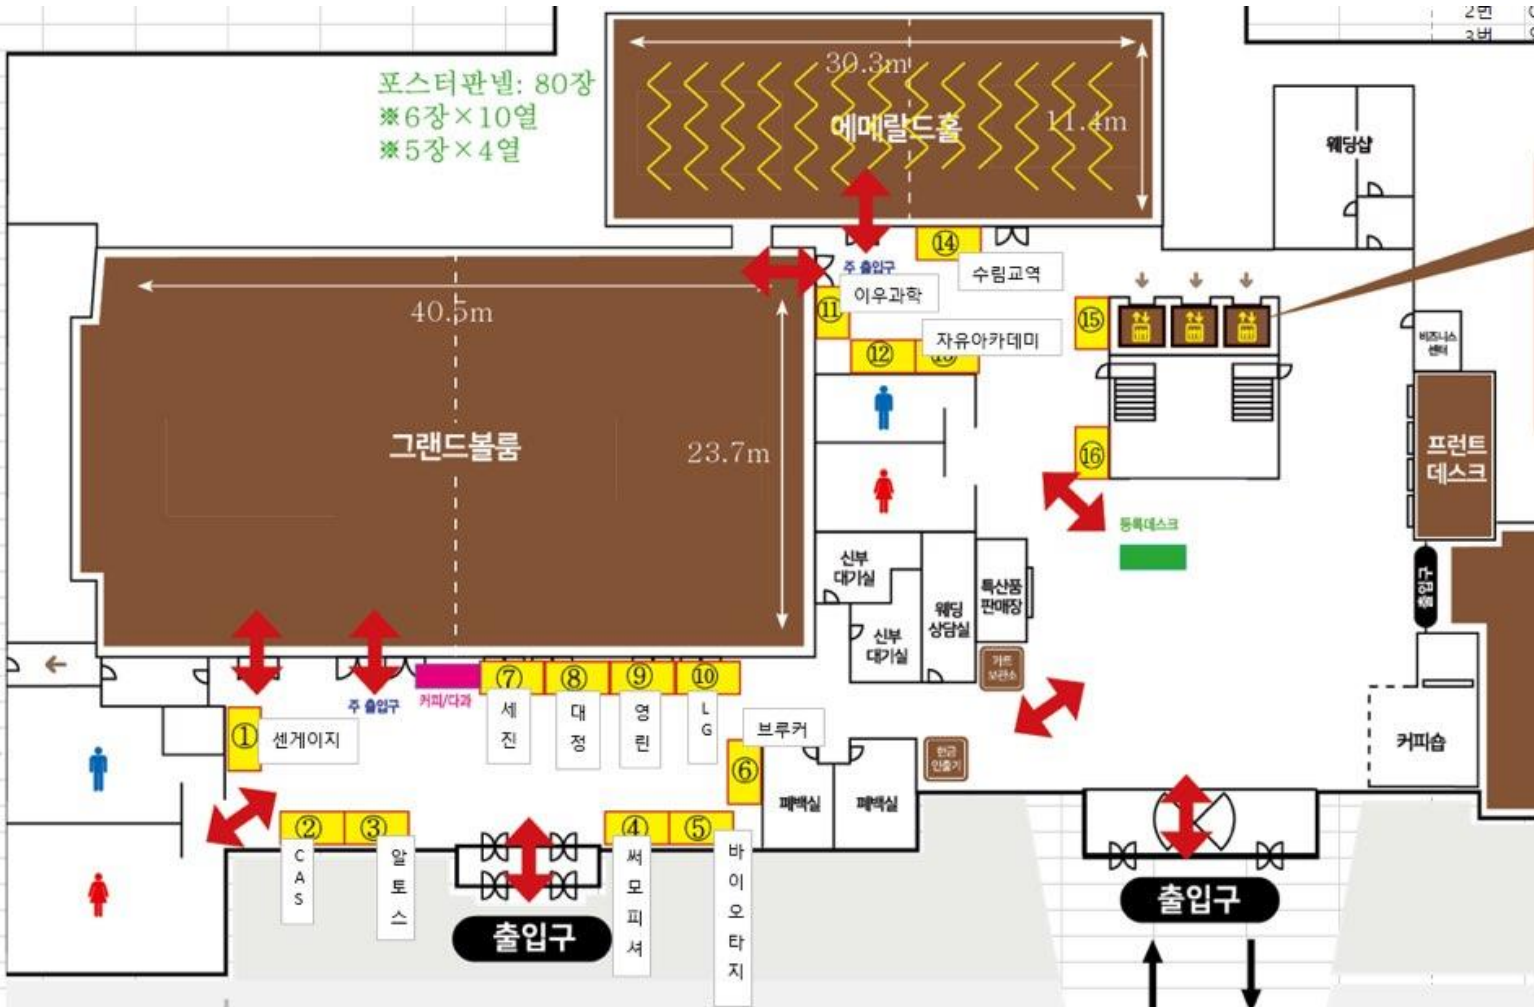 2번
3번
포스터판넬: 80장
※6장×10열
※5장×4열
30.3m
에메랄드홀
11.4m
웨딩샵
⑭
주 출입구
수림교역
이우과학
⑪
⑮
자유아카데미
⑫
⑬
비즈니스
센터
40.5m
그랜드볼룸
23.7m
⑯
프런트
데스크
등록데스크
신부
대기실
신부
대기실
웨딩
상담실
특산품
판매장
카트
보관소
출입구
주 출입구
커피/다과
⑦
⑧
⑨
⑩
세진
대정
영린
LG
①
센게이지
브루커
⑥
현금
인출기
커피숍
폐백실
폐백실
②
③
④
⑤
CAS
알토스
써모피셔
바이오타지
출입구
출입구